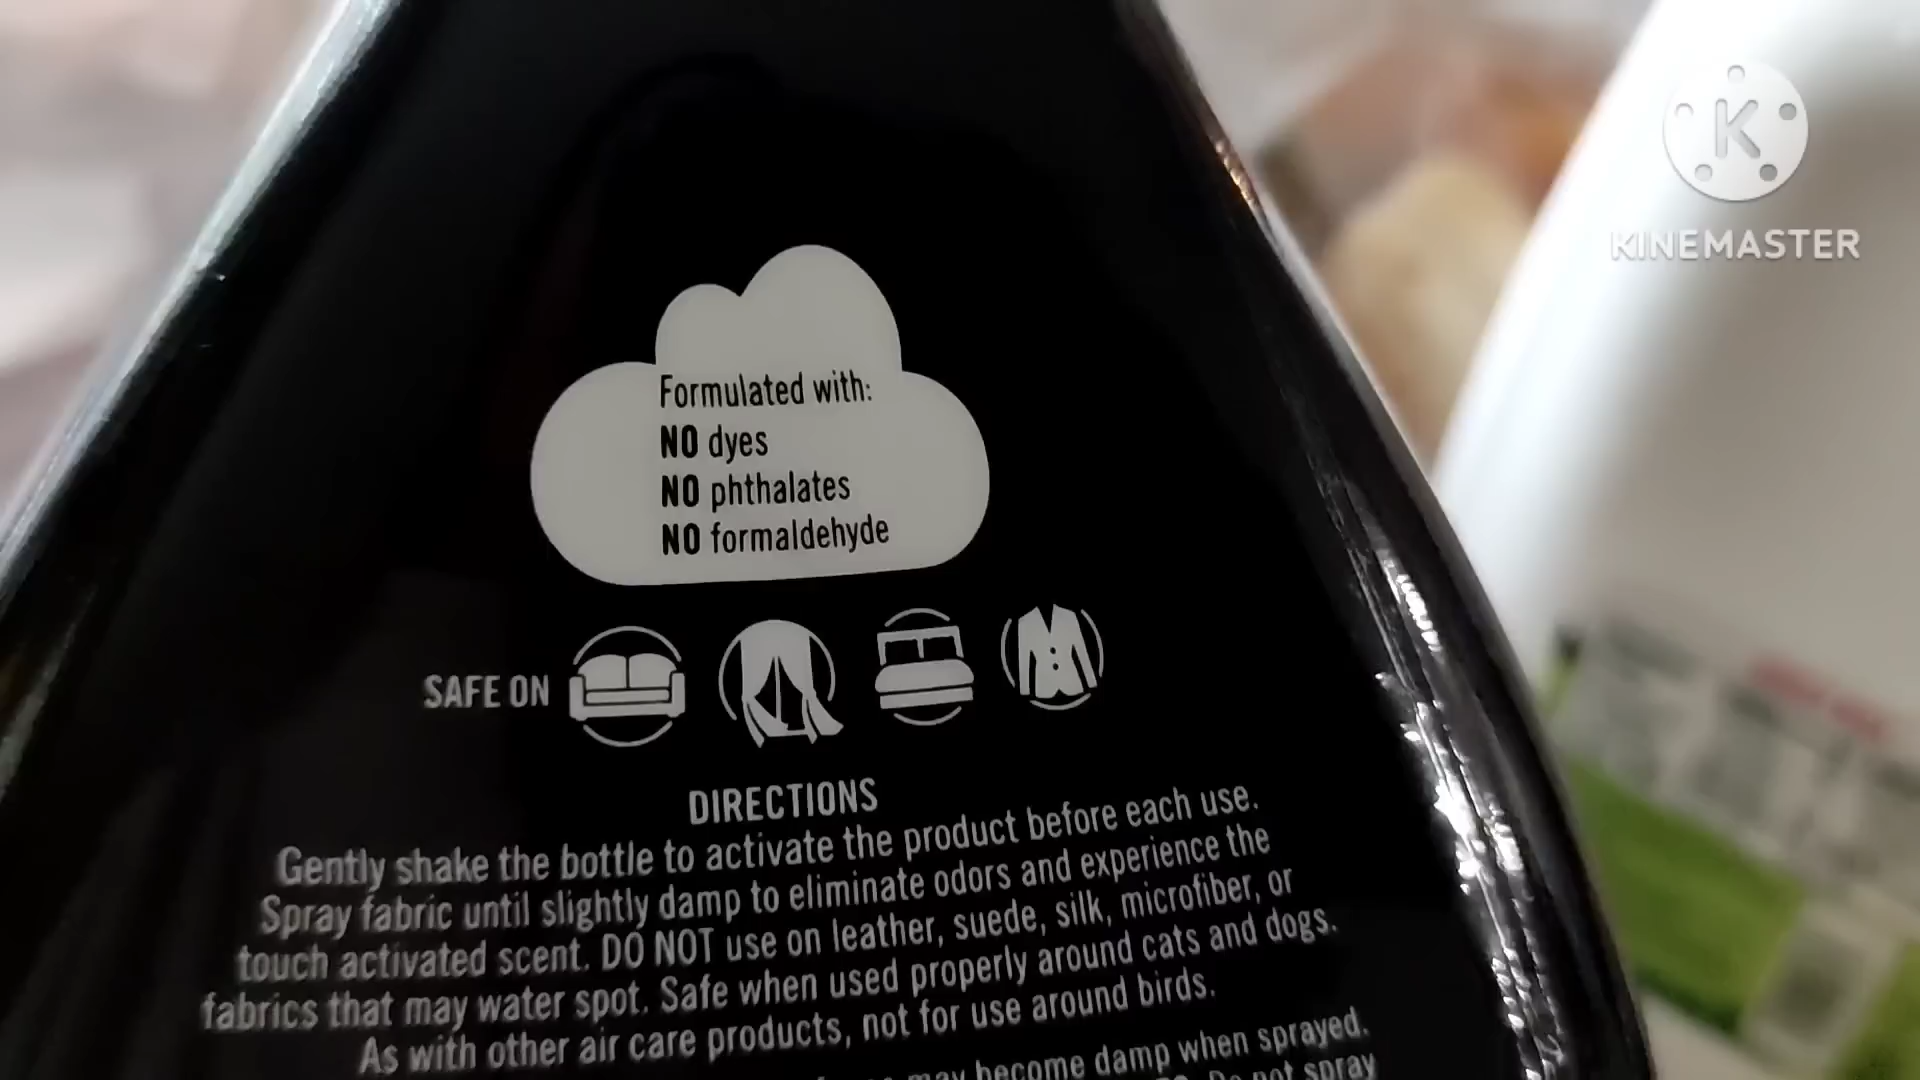 K
KINEMASTER
Formulated with:
NO dyes
NO phthalates
NO formaldehyde
SAFE ON
DIRECTIONS
Gently shake the bottle to activate the product before each use.
Spray fabric until slightly damp to eliminate odors and experience the
touch activated scent. DO NOT use on leather, suede, silk, microfiber, or
fabrics that may water spot. Safe when used properly around cats and dogs.
As with other air care products, not for use around birds.
may become damp when sprayed.
Do not spray